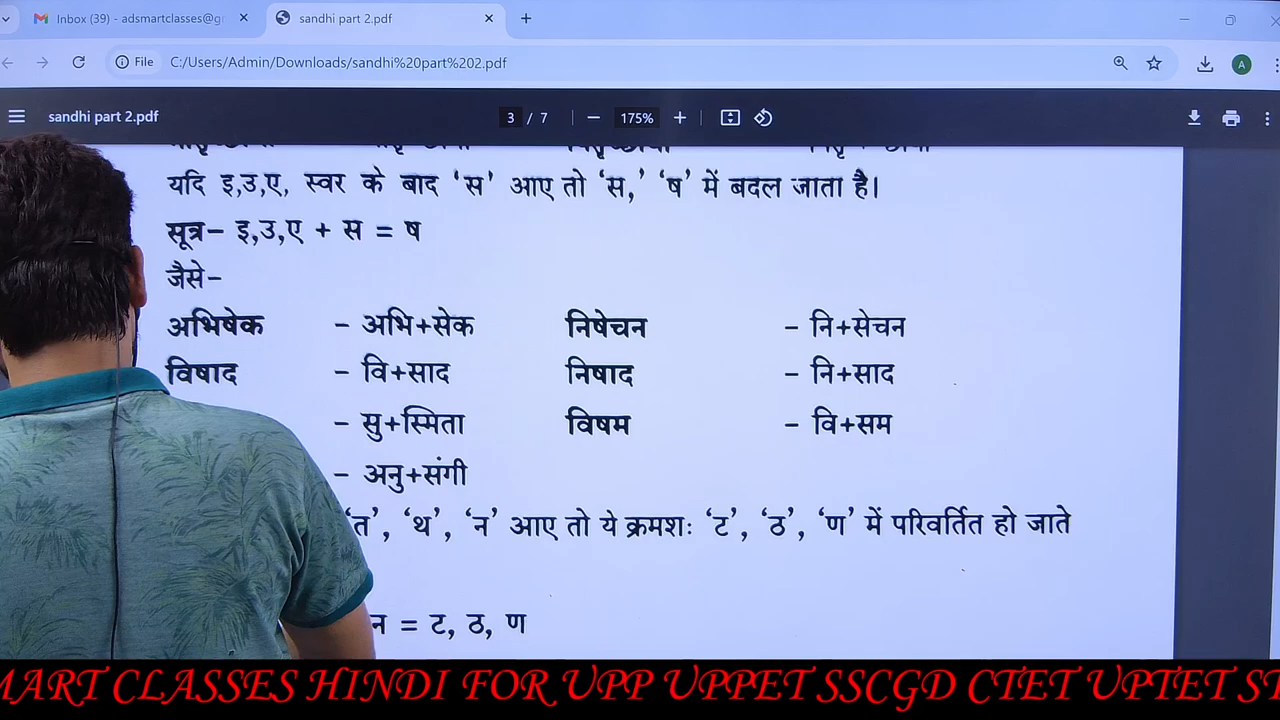 Inbox (39) - adsmartclasses@g
sandhi part 2.pdf
File C:/Users/Admin/Downloads/sandhi%20part%202.pdf
A
sandhi part 2.pdf 3 / 7 175%
यदि इ,उ,ए, स्वर के बाद ‘स’ आए तो ‘स,’ ‘ष’ में बदल जाता है।
सूत्र– इ,उ,ए + स = ष
जैसे–
अभिषेक – अभि+सेक निषेचन – नि+सेचन
विषाद – वि+साद निषाद – नि+साद
– सु+स्मिता विषम – वि+सम
– अनु+संगी
‘त’, ‘थ’, ‘न’ आए तो ये क्रमशः ‘ट’, ‘ठ’, ‘ण’ में परिवर्तित हो जाते
न = ट, ठ, ण
MART CLASSES HINDI FOR UPP UPPET SSCGD CTET UPTET ST